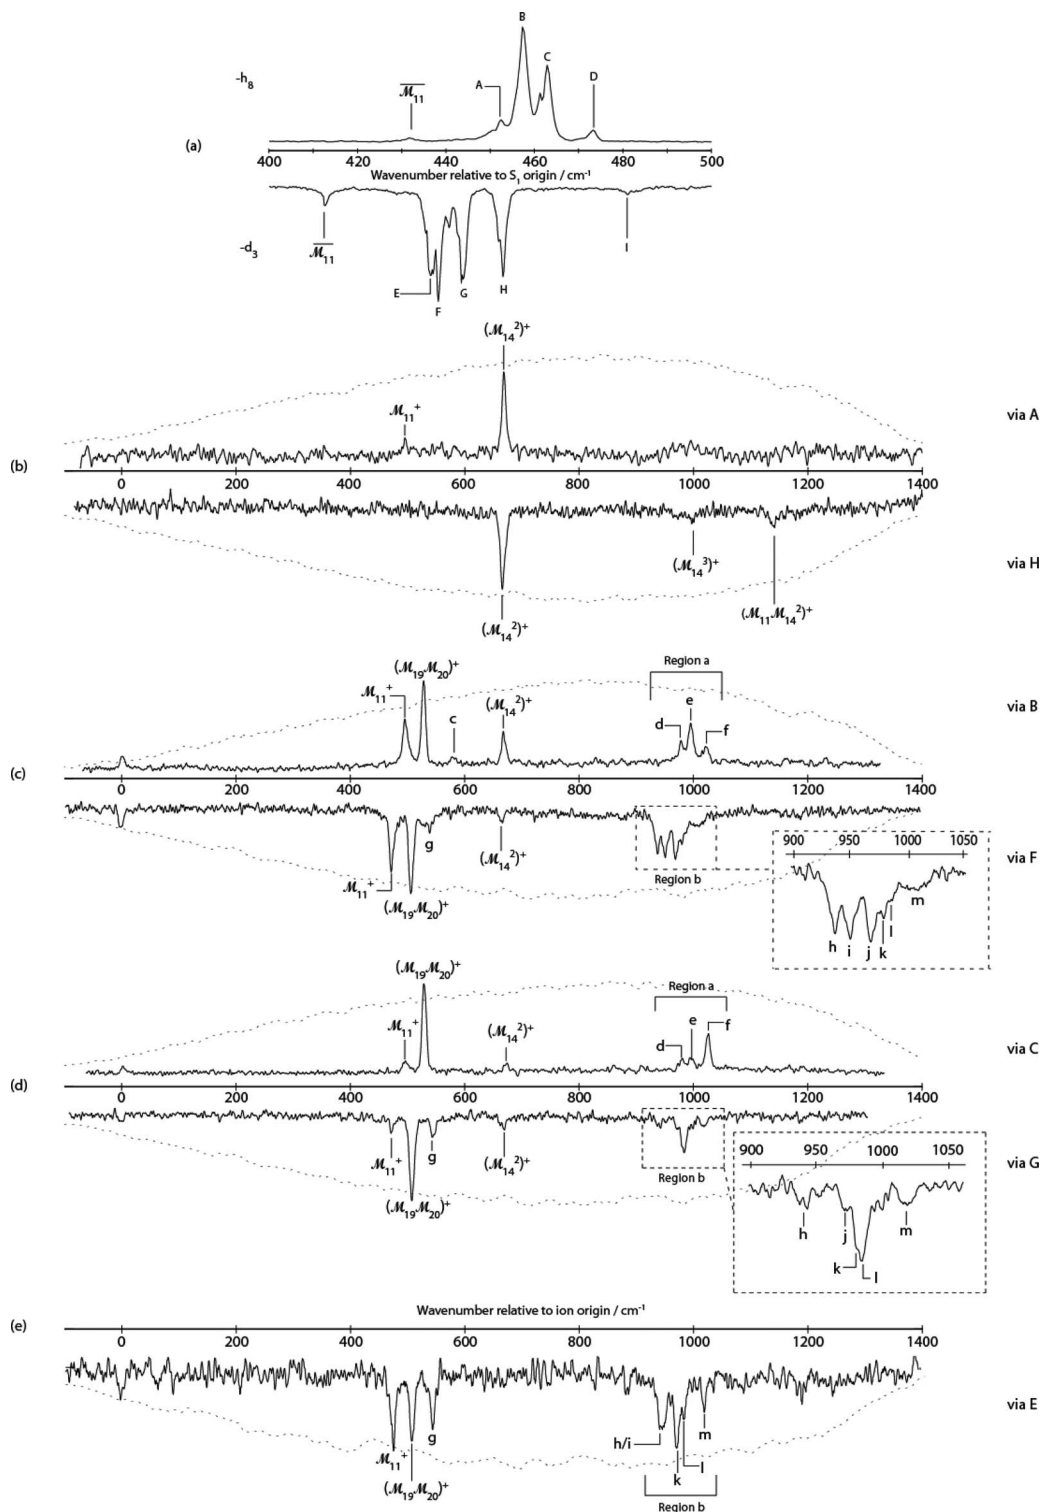 B
C
-h₈
A
D
ℳ̅₁₁
(a)
400 420 440 460 480 500
Wavenumber relative to S₁ origin / cm⁻¹
-d₃
ℳ̅₁₁
I
E
F
G
H
(ℳ₁₄²)⁺
ℳ₁₁⁺
via A
(b)
0 200 400 600 800 1000 1200 1400
(ℳ₁₄³)⁺
via H
(ℳ₁₄²)⁺
(ℳ₁₁ℳ₁₄²)⁺
(ℳ₁₉ℳ₂₀)⁺
Region a
ℳ₁₁⁺
(ℳ₁₄²)⁺
e
via B
c
d
f
(c)
0 200 400 600 800 1000 1200 1400
900 950 1000 1050
g
(ℳ₁₄²)⁺
via F
Region b
ℳ₁₁⁺
(ℳ₁₉ℳ₂₀)⁺
m
l
h i j k
(ℳ₁₉ℳ₂₀)⁺
Region a
ℳ₁₁⁺
(ℳ₁₄²)⁺
e
f
d
via C
(d)
0 200 400 600 800 1000 1200 1400
900 950 1000 1050
ℳ₁₁⁺
g
(ℳ₁₄²)⁺
via G
Region b
(ℳ₁₉ℳ₂₀)⁺
h
j
m
k
l
Wavenumber relative to ion origin / cm⁻¹
(e)
0 200 400 600 800 1000 1200 1400
via E
g
m
h/i
ℳ₁₁⁺
l
k
(ℳ₁₉ℳ₂₀)⁺
Region b